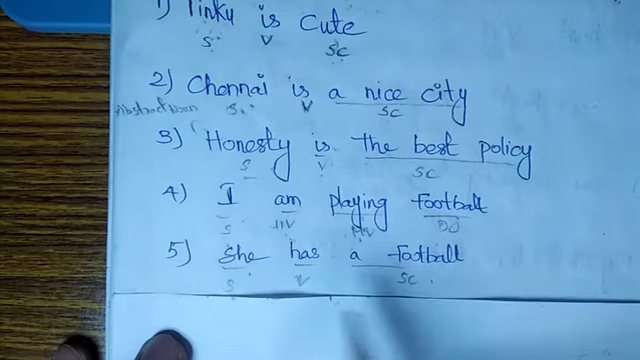 1) Pinky is cute
S V SC
2) Chennai is a nice city
S V SC
3) Honesty is the best policy
S V SC
4) I am playing Football
S HV MV DO
5) She has a football
S V SC